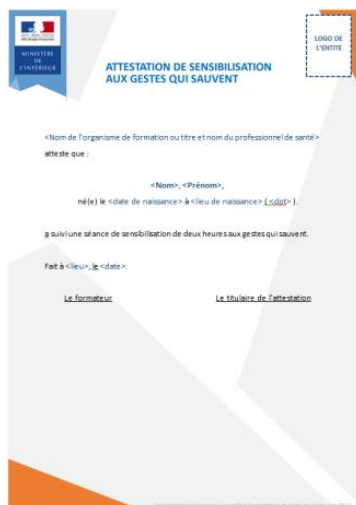 MINISTÈRE
DE
L'INTÉRIEUR
LOGO DE
L'ENTITE
ATTESTATION DE SENSIBILISATION
AUX GESTES QUI SAUVENT
<Nom de l'organisme de formation ou titre et nom du professionnel de santé>
atteste que :
<Nom>, <Prénom>,
né(e) le <date de naissance> à <lieu de naissance> ( <dpt> ).
a suivi une séance de sensibilisation de deux heures aux gestes qui sauvent.
Fait à <lieu>, le <date>.
Le formateur
Le titulaire de l'attestation